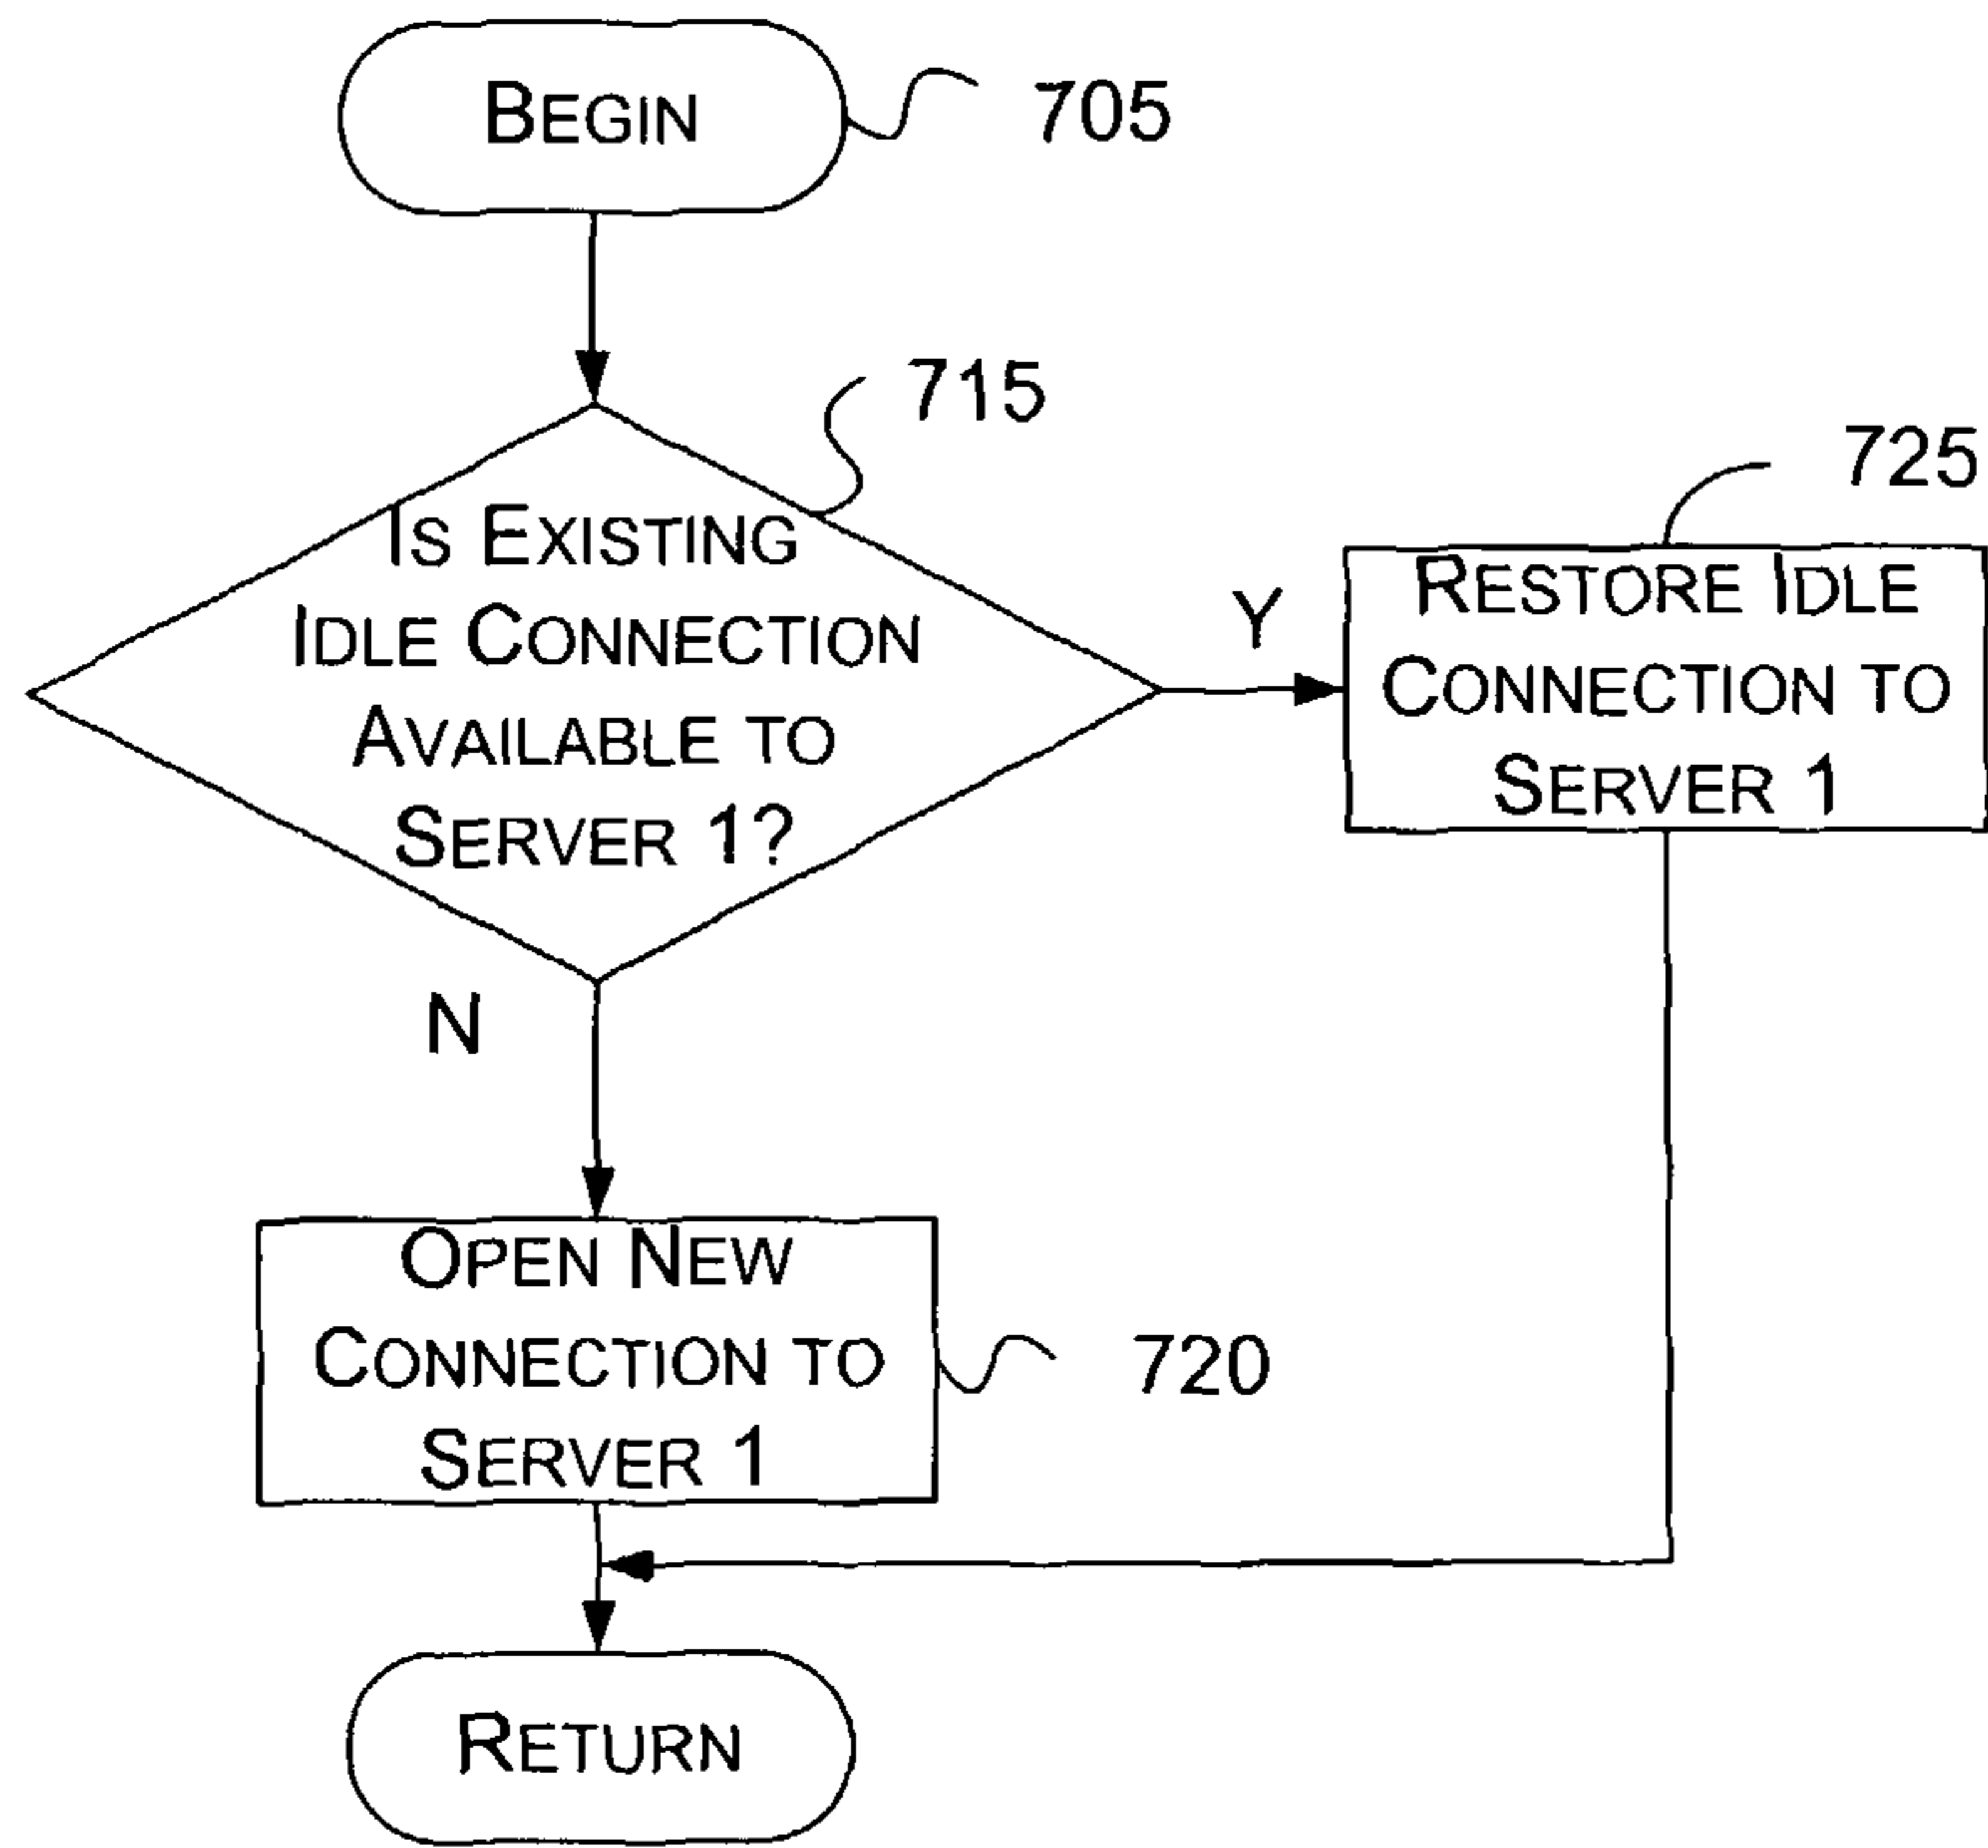 BEGIN
705
715
IS EXISTING
IDLE CONNECTION
AVAILABLE TO
SERVER 1?
Y
725
RESTORE IDLE
CONNECTION TO
SERVER 1
N
OPEN NEW
CONNECTION TO
SERVER 1
720
RETURN